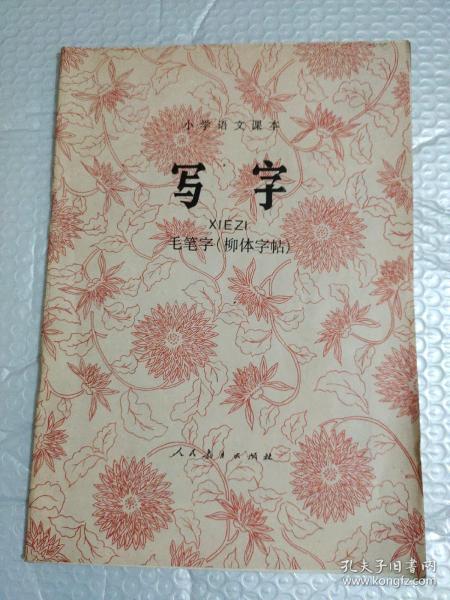 小学语文课本
写字
XIEZI
毛笔字(柳体字帖)
人民教育出版社
孔夫子旧书网
www.kongfz.com